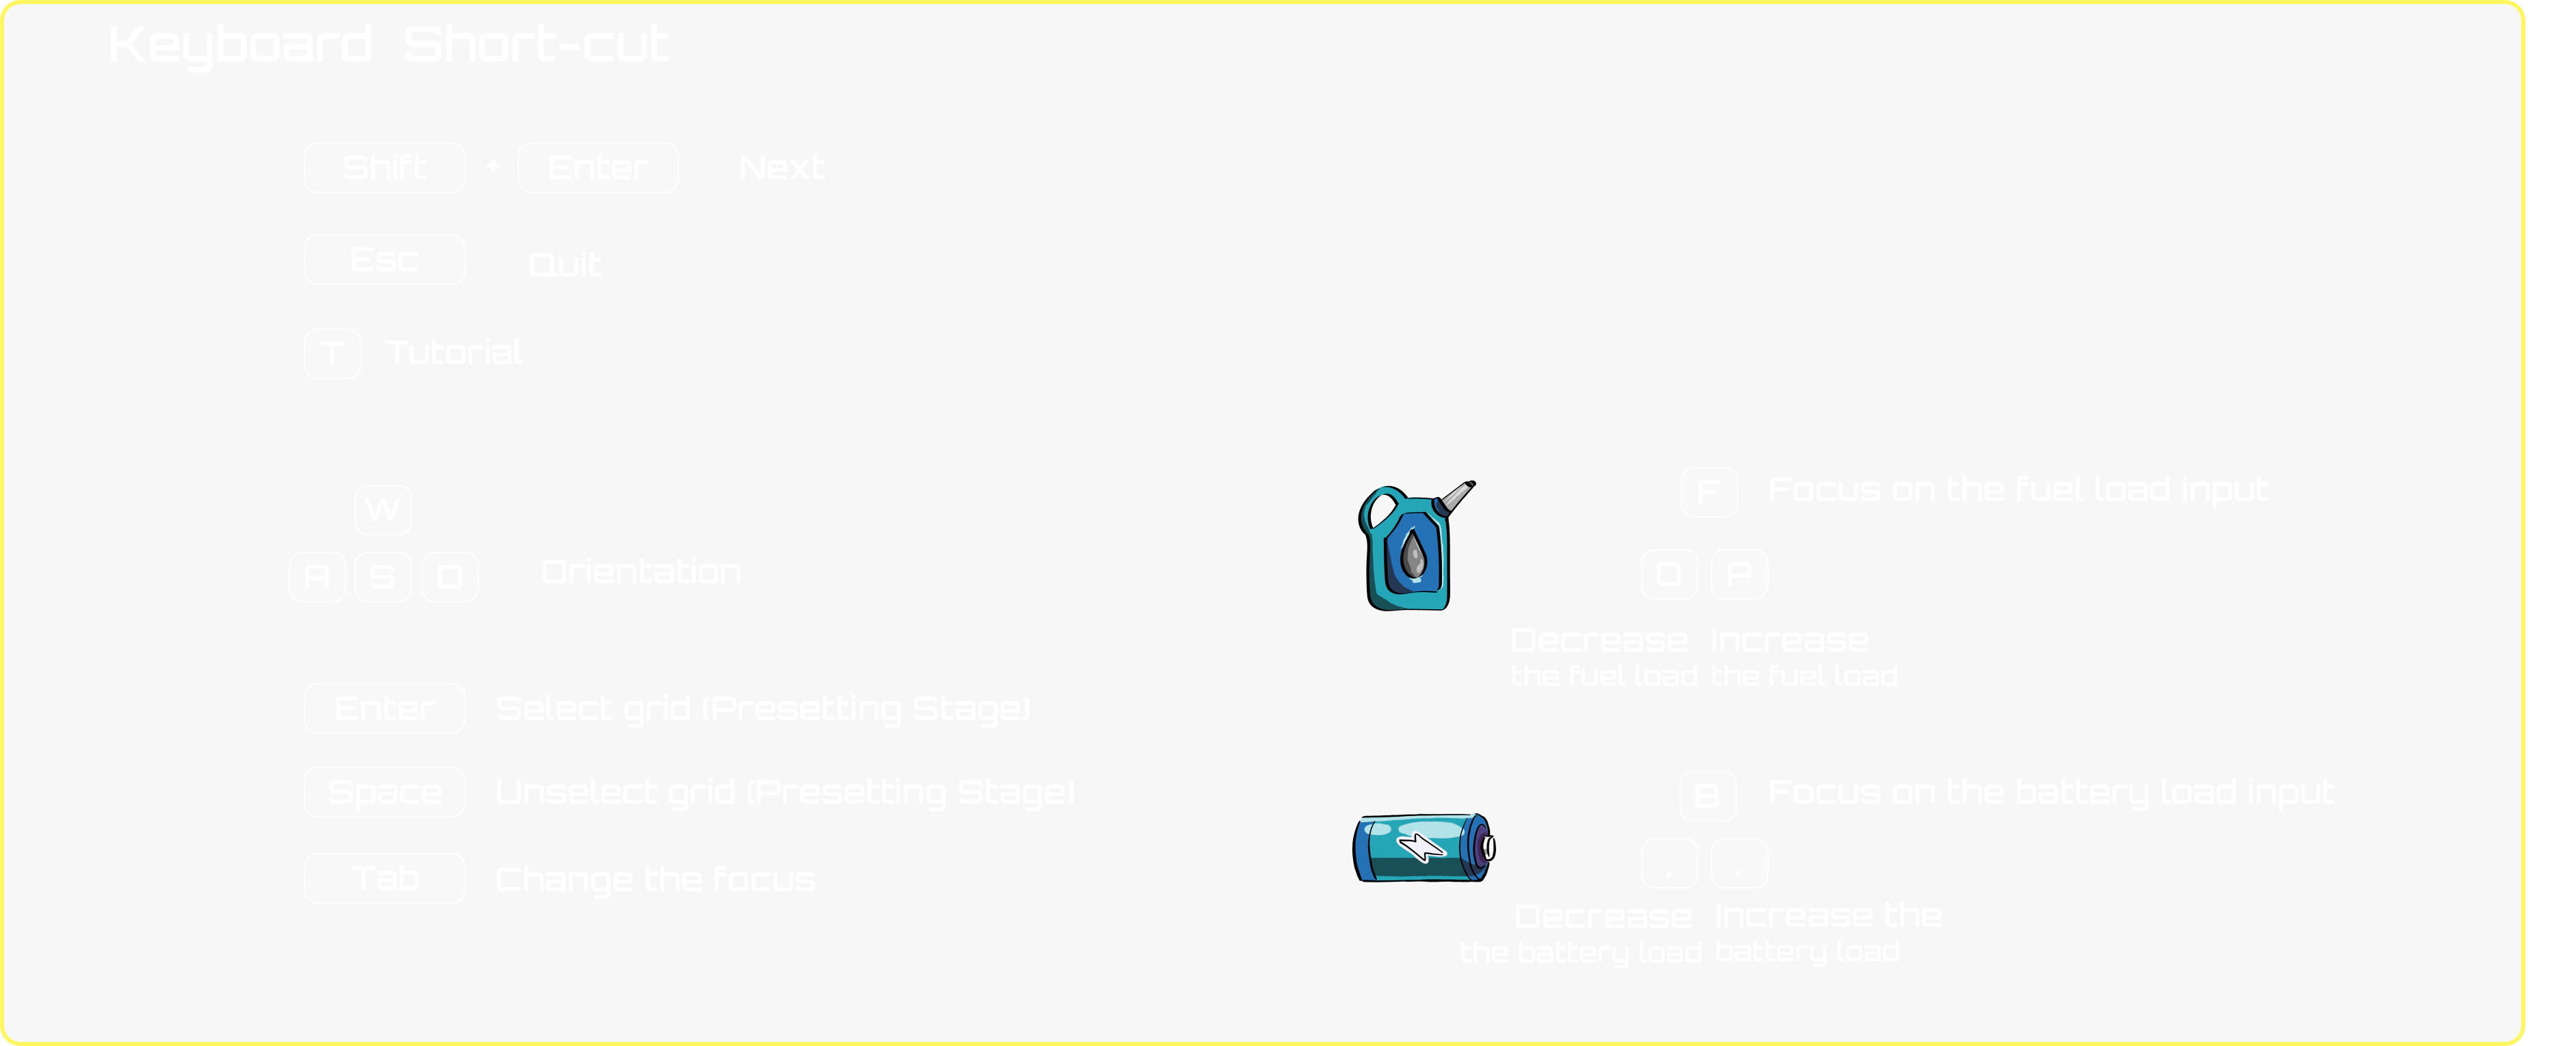 Keyboard Short-cut
Shift + Enter Next
Esc Quit
T Tutorial
W
A S D Orientation
Enter Select grid (Presetting Stage)
Space Unselect grid (Presetting Stage)
Tab Change the focus
F Focus on the fuel load input
O P
Decrease Increase
the fuel load the fuel load
B Focus on the battery load input
, .
Decrease Increase the
the battery load battery load